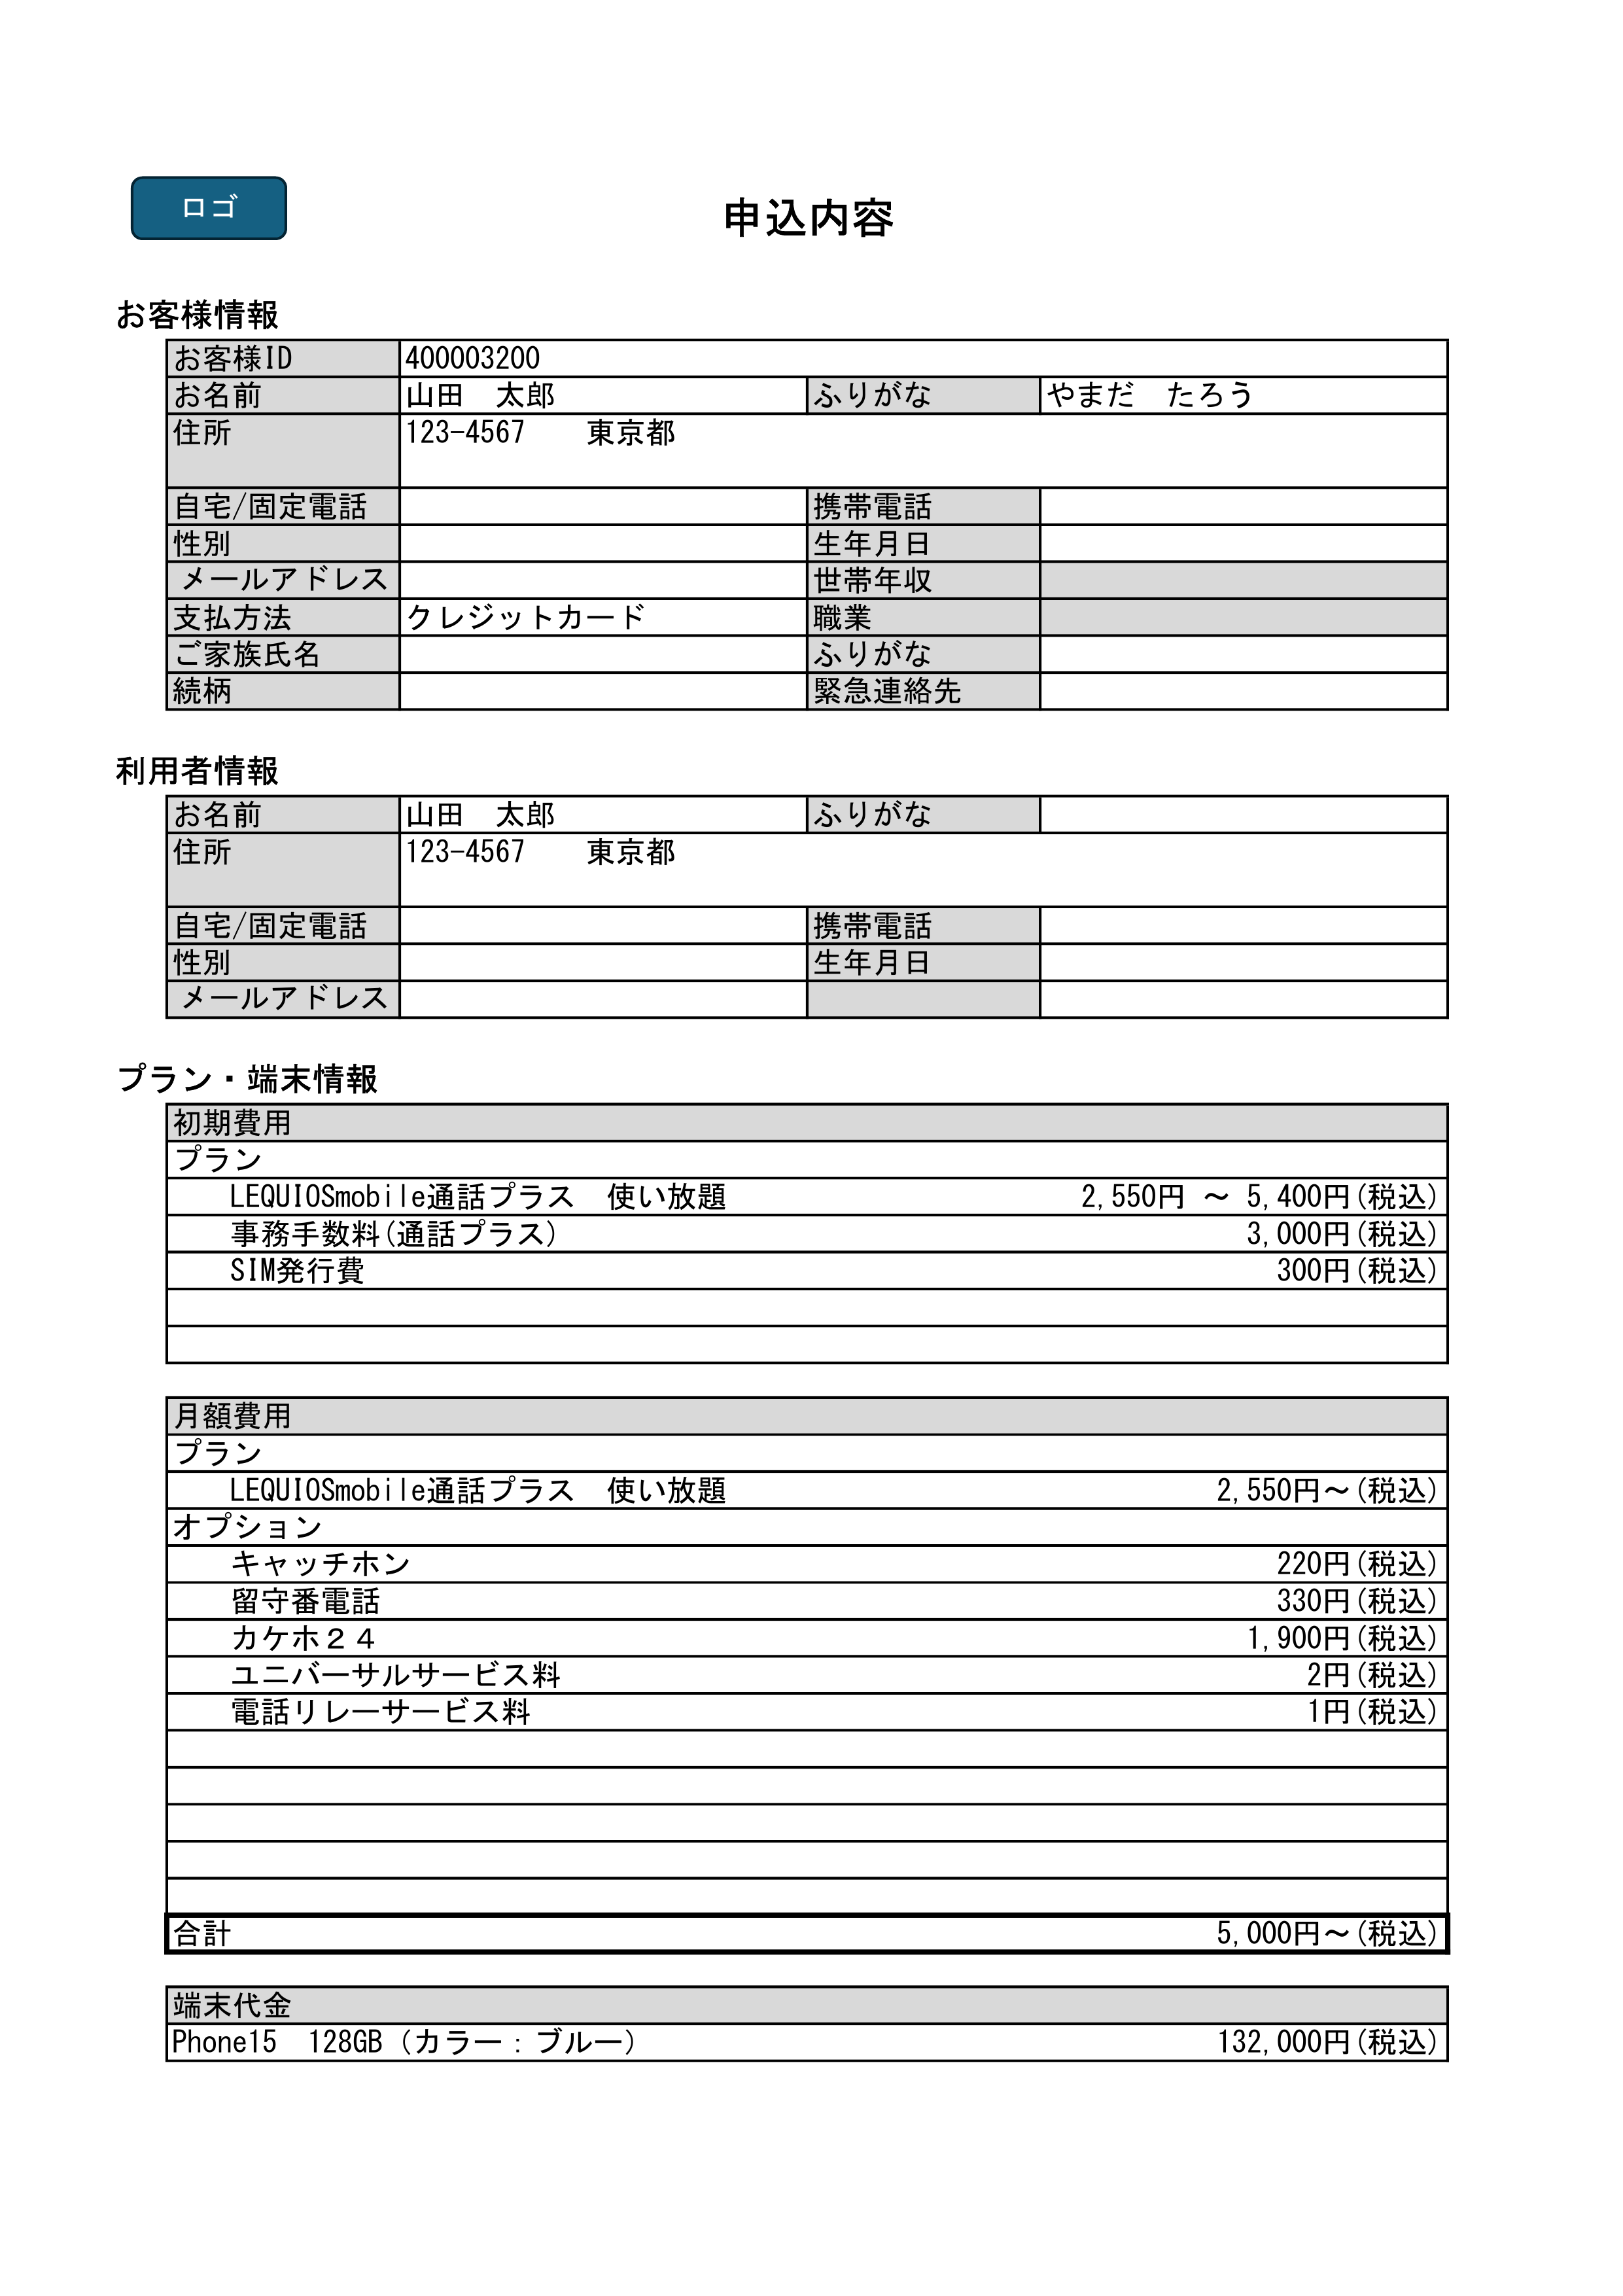 ロゴ
申込内容
お客様情報
お客様ID 400003200
お名前 山田　太郎 ふりがな やまだ　たろう
住所 123-4567　　東京都
自宅/固定電話 携帯電話
性別 生年月日
メールアドレス 世帯年収
支払方法 クレジットカード 職業
ご家族氏名 ふりがな
続柄 緊急連絡先
利用者情報
お名前 山田　太郎 ふりがな
住所 123-4567　　東京都
自宅/固定電話 携帯電話
性別 生年月日
メールアドレス
プラン・端末情報
初期費用
プラン
LEQUIOSmobile通話プラス　使い放題 2,550円 ～ 5,400円(税込)
事務手数料(通話プラス) 3,000円(税込)
SIM発行費 300円(税込)
月額費用
プラン
LEQUIOSmobile通話プラス　使い放題 2,550円～(税込)
オプション
キャッチホン 220円(税込)
留守番電話 330円(税込)
カケホ２４ 1,900円(税込)
ユニバーサルサービス料 2円(税込)
電話リレーサービス料 1円(税込)
合計 5,000円～(税込)
端末代金
Phone15　128GB（カラー：ブルー） 132,000円(税込)